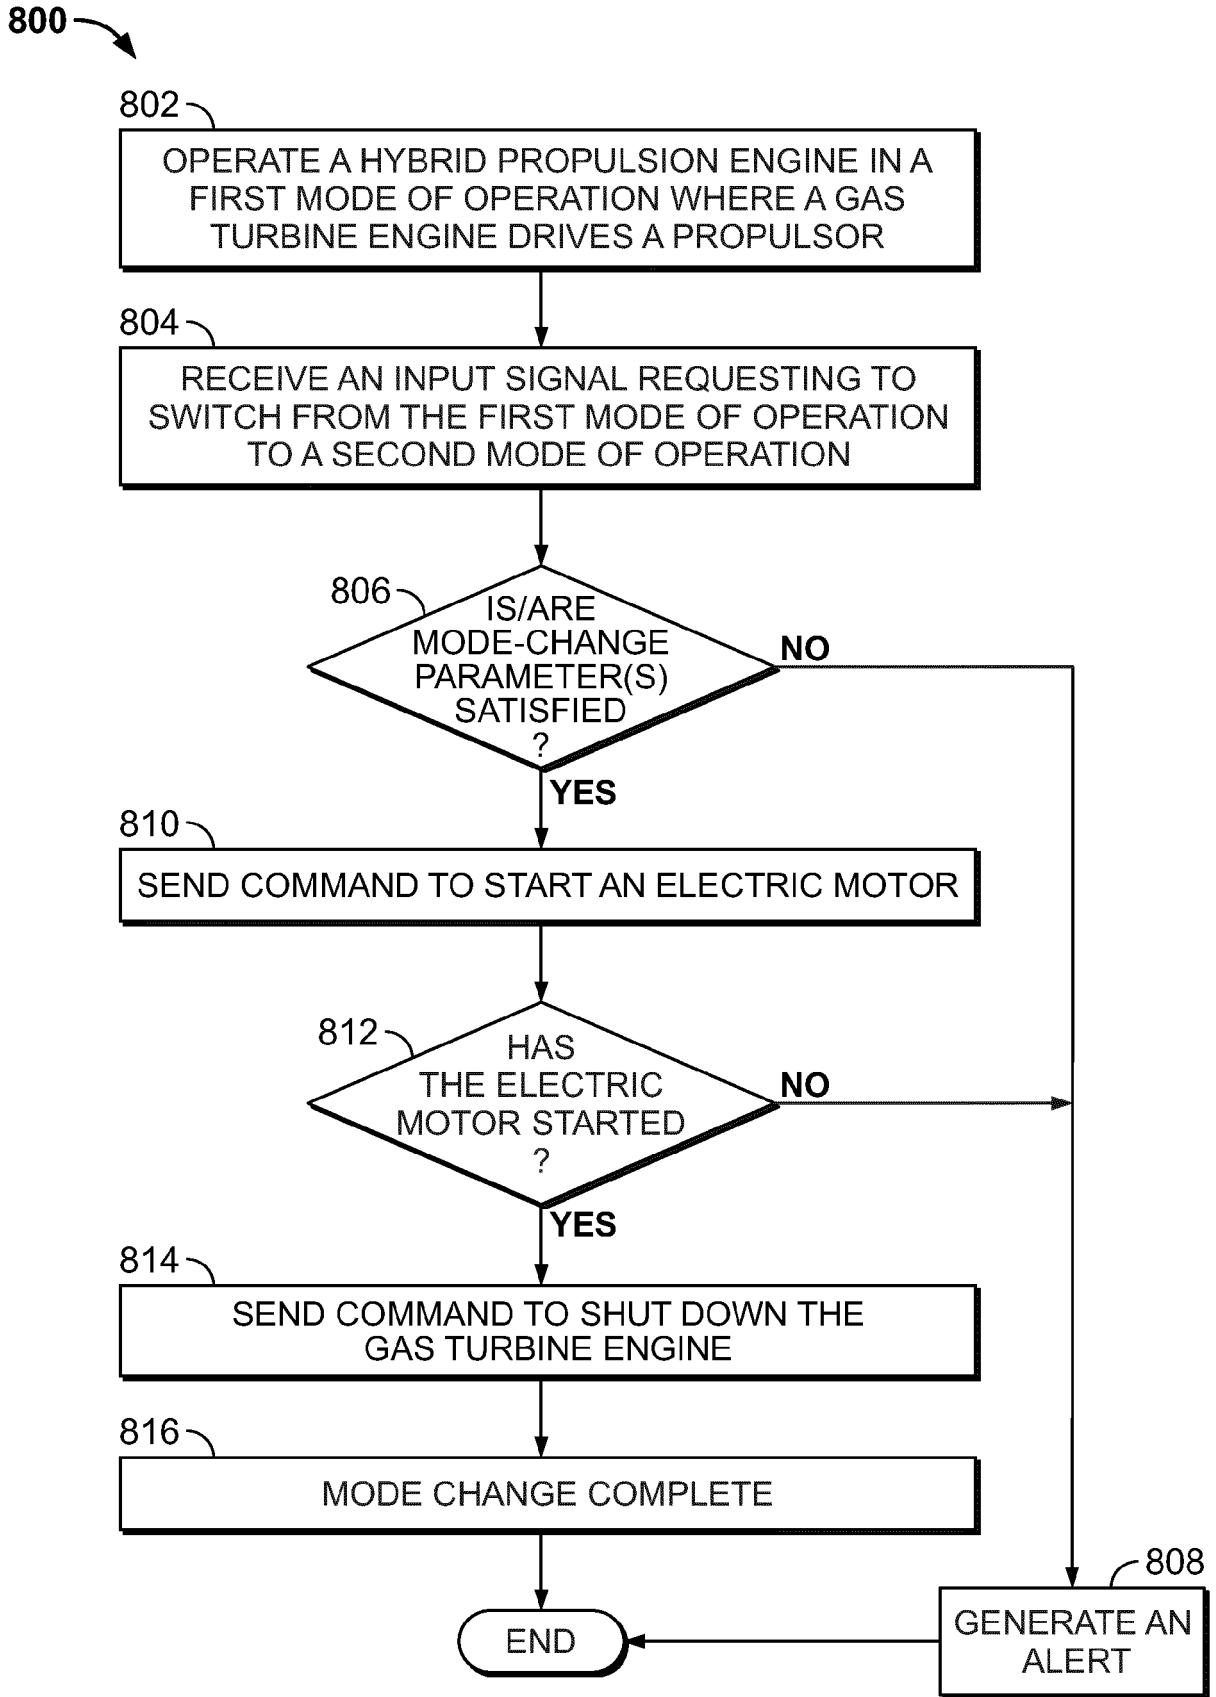 800
802
OPERATE A HYBRID PROPULSION ENGINE IN A
FIRST MODE OF OPERATION WHERE A GAS
TURBINE ENGINE DRIVES A PROPULSOR
804
RECEIVE AN INPUT SIGNAL REQUESTING TO
SWITCH FROM THE FIRST MODE OF OPERATION
TO A SECOND MODE OF OPERATION
806
IS/ARE
MODE-CHANGE
PARAMETER(S)
SATISFIED
?
NO
YES
810
SEND COMMAND TO START AN ELECTRIC MOTOR
812
HAS
THE ELECTRIC
MOTOR STARTED
?
NO
YES
814
SEND COMMAND TO SHUT DOWN THE
GAS TURBINE ENGINE
816
MODE CHANGE COMPLETE
808
GENERATE AN
ALERT
END